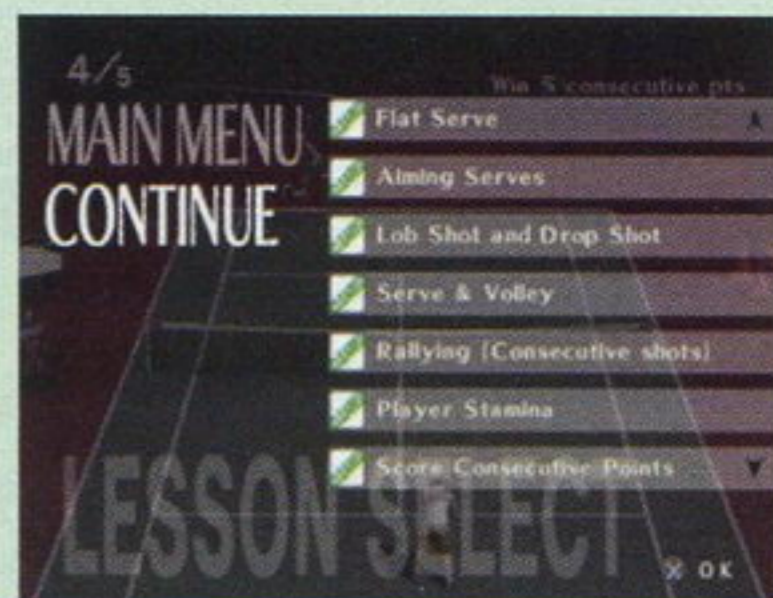 4/5
Win 5 consecutive pts
MAIN MENU
CONTINUE
Flat Serve
Aiming Serves
Lob Shot and Drop Shot
Serve & Volley
Rallying (Consecutive shots)
Player Stamina
Score Consecutive Points
LESSON SELECT
OK